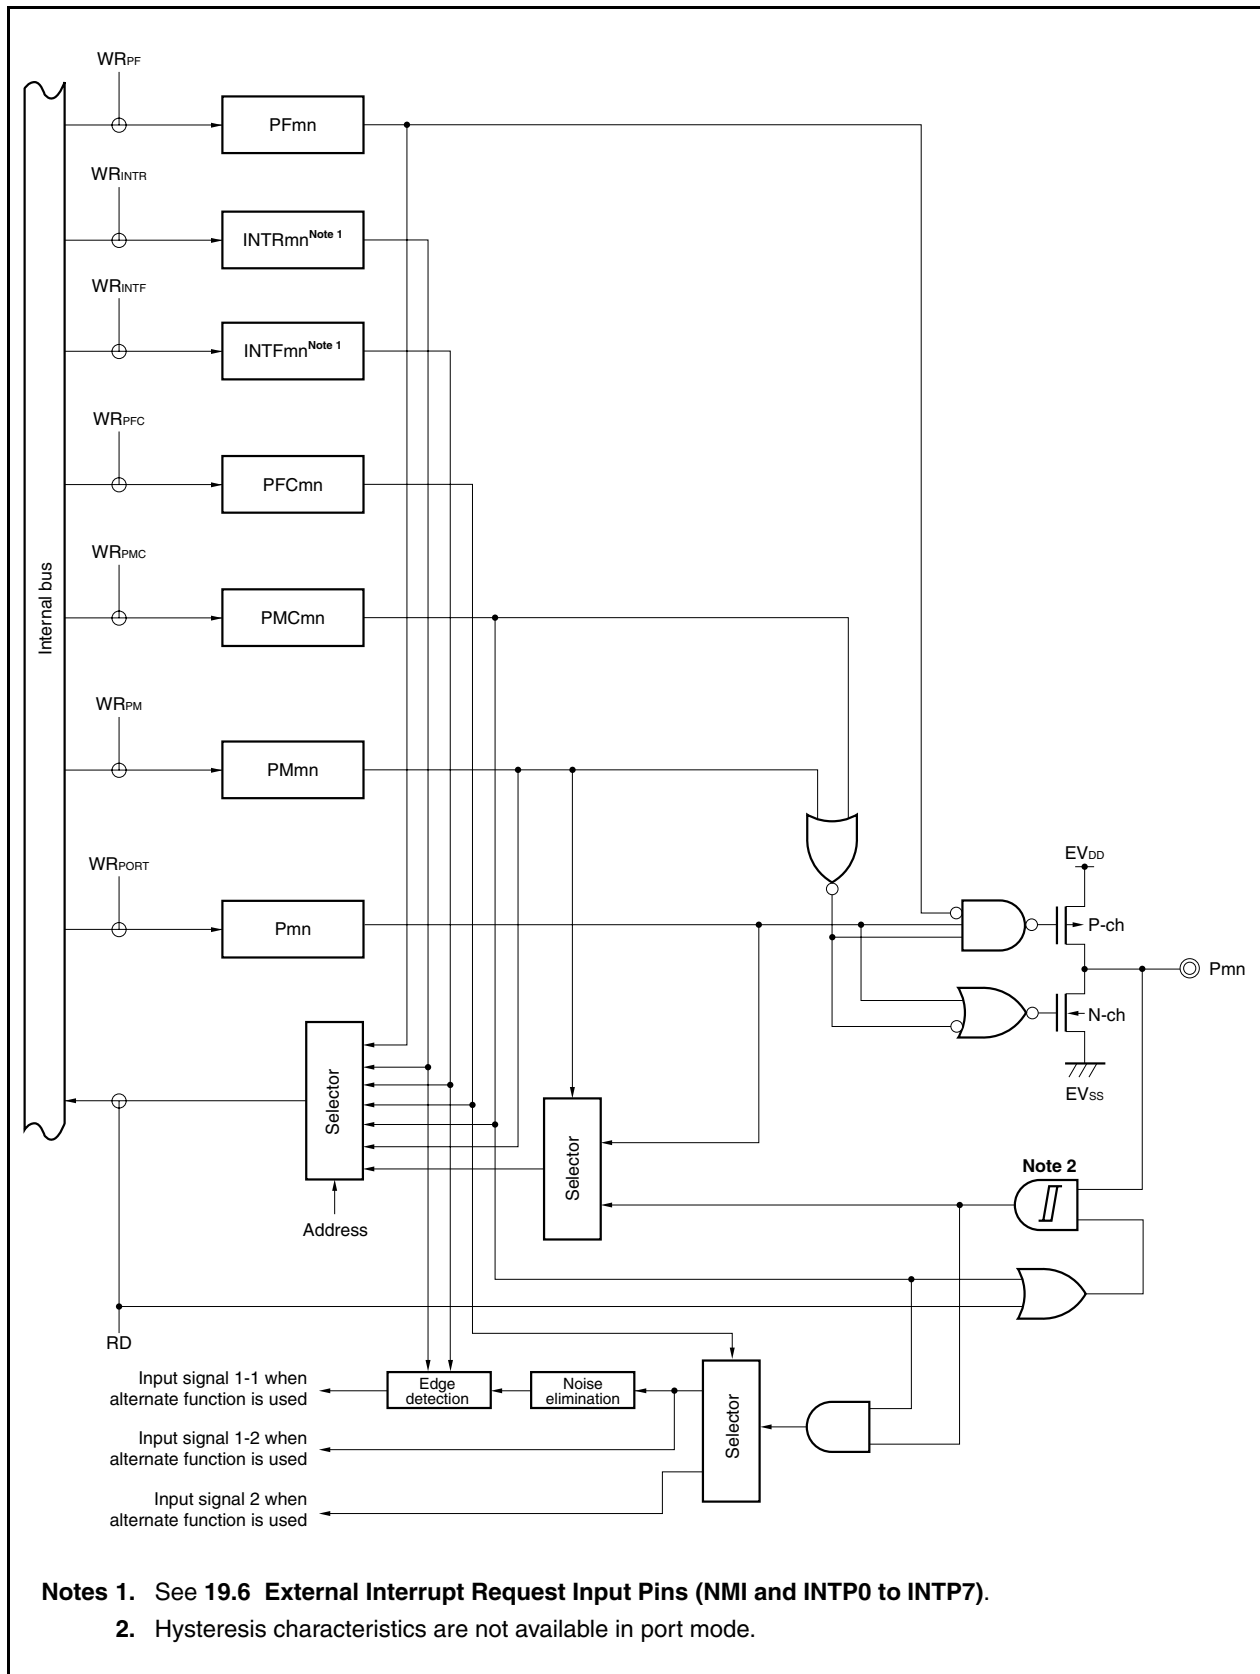 WRPF
PFmn
WRINTR
INTRmnNote 1
WRINTF
INTFmnNote 1
WRPFC
PFCmn
WRPMC
PMCmn
Internal bus
WRPM
PMmn
WRPORT
Pmn
EVDD
P-ch
Pmn
N-ch
EVSS
Selector
Selector
Note 2
Address
RD
Input signal 1-1 when
alternate function is used
Edge
detection
Noise
elimination
Selector
Input signal 1-2 when
alternate function is used
Input signal 2 when
alternate function is used
Notes 1. See 19.6 External Interrupt Request Input Pins (NMI and INTP0 to INTP7).
2. Hysteresis characteristics are not available in port mode.